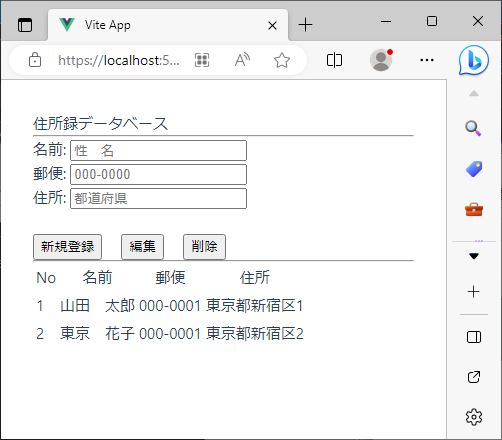 Vite App
https://localhost:5...
住所録データベース
名前: 姓　名
郵便: 000-0000
住所: 都道府県
新規登録 編集 削除
No 名前 郵便 住所
1 山田　太郎 000-0001 東京都新宿区1
2 東京　花子 000-0001 東京都新宿区2